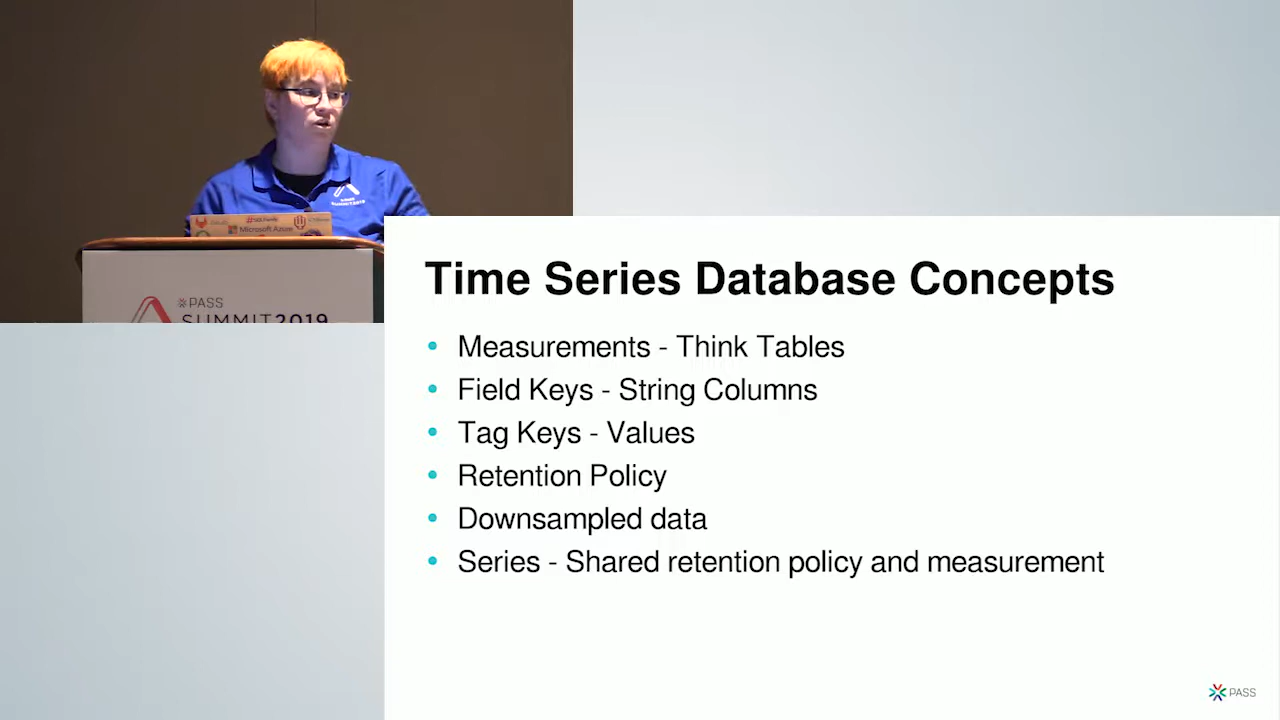 Microsoft Azure
PASS
SUMMIT 2019
Time Series Database Concepts
• Measurements - Think Tables
• Field Keys - String Columns
• Tag Keys - Values
• Retention Policy
• Downsampled data
• Series - Shared retention policy and measurement
PASS